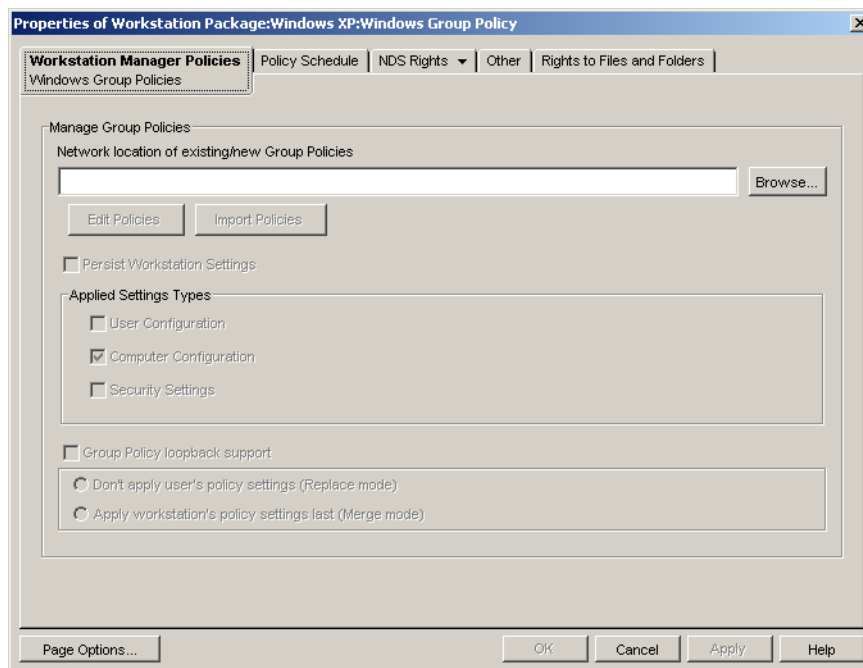 Properties of Workstation Package:Windows XP:Windows Group Policy
Workstation Manager Policies Policy Schedule NDS Rights Other Rights to Files and Folders
Windows Group Policies
Manage Group Policies
Network location of existing/new Group Policies
Browse...
Edit Policies Import Policies
Persist Workstation Settings
Applied Settings Types
User Configuration
Computer Configuration
Security Settings
Group Policy loopback support
Don't apply user's policy settings (Replace mode)
Apply workstation's policy settings last (Merge mode)
Page Options... OK Cancel Apply Help